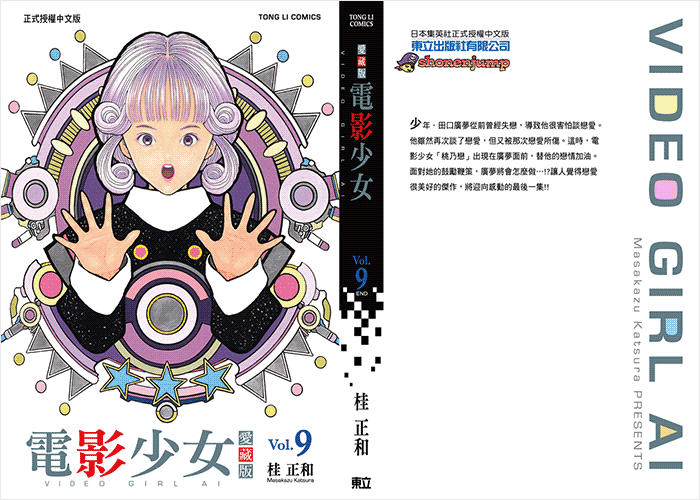 正式授權中文版
電影少女
愛藏版
VIDEO GIRL AI
Vol.9
桂 正和
Masakazu Katsura
TONG LI COMICS
TONG LI
COMICS
愛藏版
電影少女
VIDEO GIRL AI
Vol.
9
END
桂 正和
東立
日本集英社正式授權中文版
東立出版社有限公司
shonenjump
少年．田口廣夢從前曾經失戀，導致他很害怕談戀愛。
他雖然再次談了戀愛，但又被那次戀愛所傷。這時，電
影少女「桃乃戀」出現在廣夢面前，替他的戀情加油。
面對她的鼓勵鞭策，廣夢將會怎麼做…!?讓人覺得戀愛
很美好的傑作，將迎向感動的最後一集!!
VIDEO GIRL AI
Masakazu Katsura PRESENTS